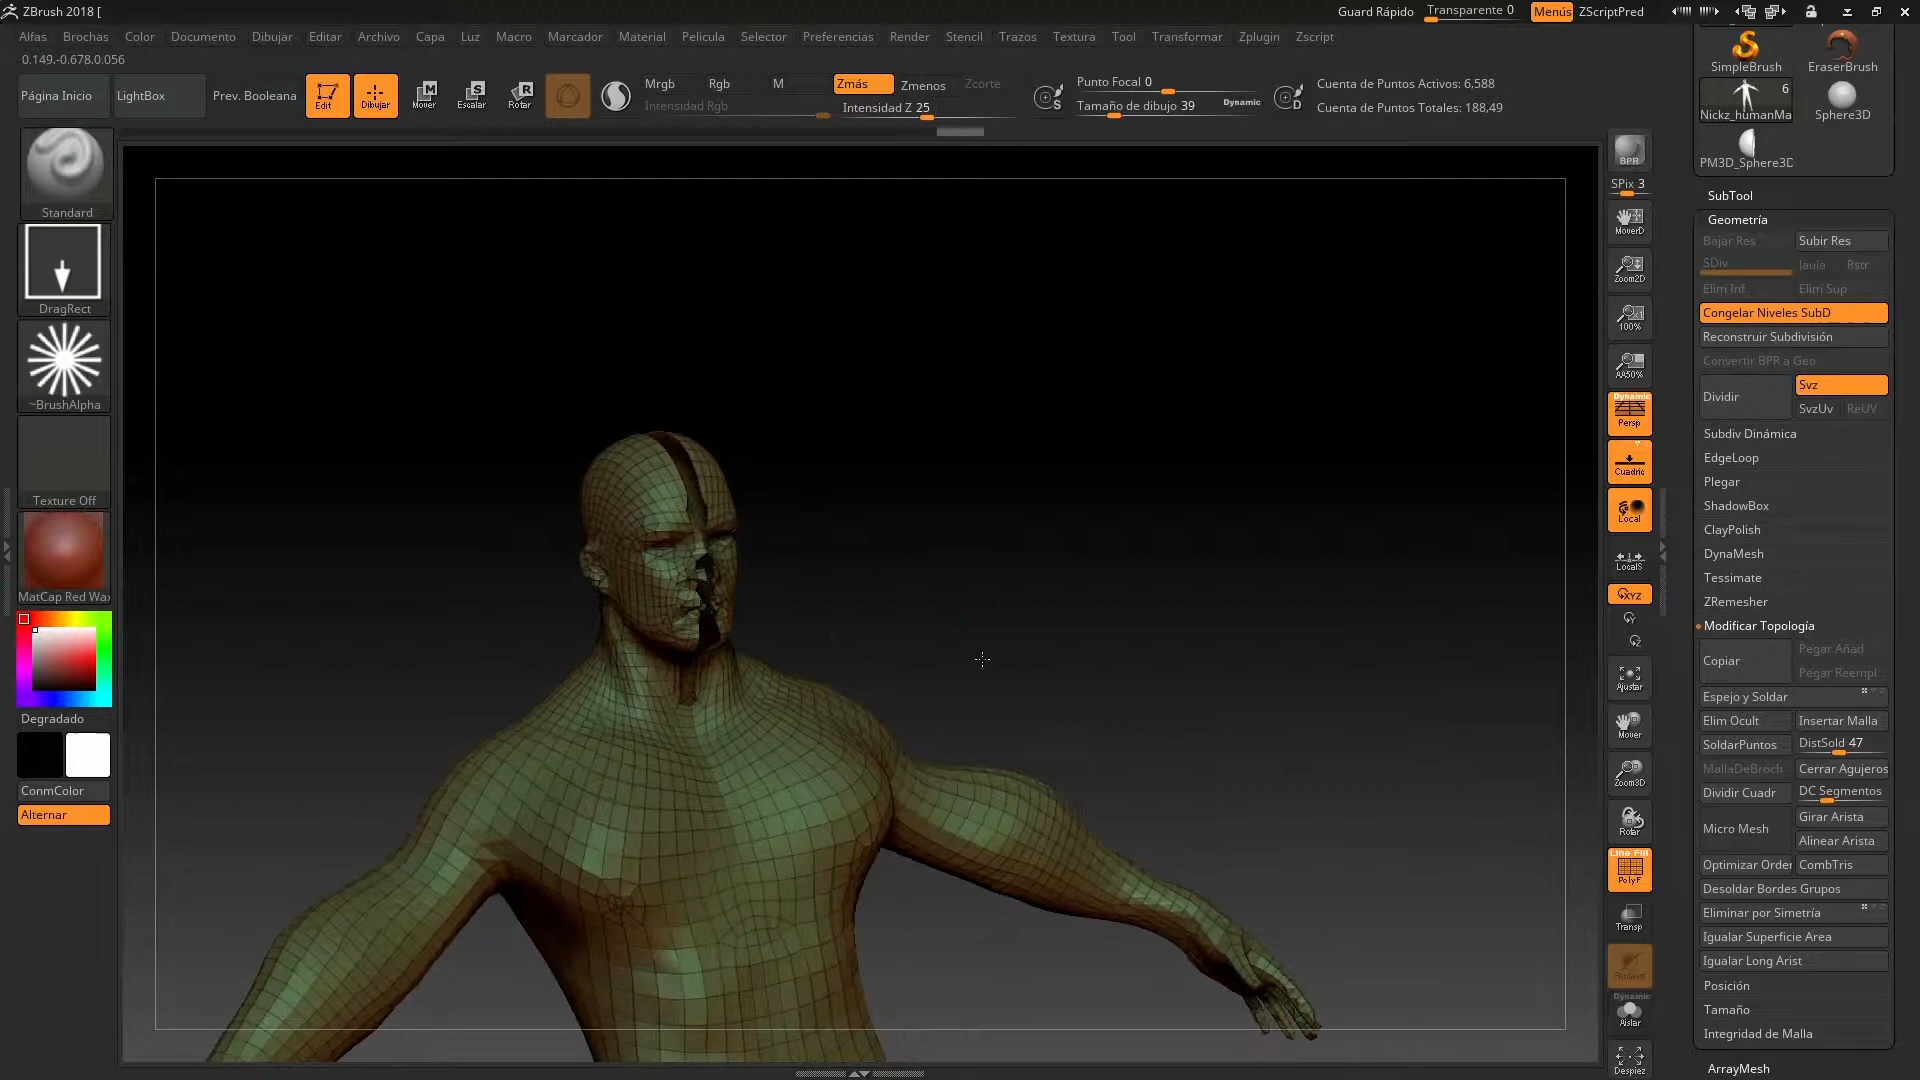 ZBrush 2018 [
Guard Rápido
Transparente 0
Menús
ZScriptPred
Alfas Brochas Color Documento Dibujar Editar Archivo Capa Luz Macro Marcador Material Película Selector Preferencias Render Stencil Trazos Textura Tool Transformar Zplugin Zscript
0.149,-0.678,0.056
Página Inicio
LightBox
Prev. Booleana
Edit
Dibujar
Mover
Escalar
Rotar
Mrgb
Rgb
M
Intensidad Rgb
Zmás
Zmenos
Zcorte
Intensidad Z 25
Punto Focal 0
Tamaño de dibujo 39
Dynamic
Cuenta de Puntos Activos: 6,588
Cuenta de Puntos Totales: 188,49
Standard
DragRect
~BrushAlpha
Texture Off
MatCap Red Wax
Degradado
ConmColor
Alternar
BPR
SPix 3
MoverD
Zoom2D
100%
AA50%
Dynamic
Persp
Cuadríc
Local
LocalS
XYZ
Ajustar
Mover
Zoom3D
Rotar
Line Fill
PolyF
Transp
Dynamic
Aislar
Despiez
SimpleBrush
EraserBrush
6
Nickz_humanMa
Sphere3D
PM3D_Sphere3D
SubTool
Geometría
Bajar Res
Subir Res
SDiv
Jaula
Rstr
Elim Inf
Elim Sup
Congelar Niveles SubD
Reconstruir Subdivisión
Convertir BPR a Geo
Dividir
Svz
SvzUv
ReUV
Subdiv Dinámica
EdgeLoop
Plegar
ShadowBox
ClayPolish
DynaMesh
Tessimate
ZRemesher
Modificar Topología
Copiar
Pegar Añad
Pegar Reempl
Espejo y Soldar
Elim Ocult
Insertar Malla
SoldarPuntos
DistSold 47
MallaDeBroch
Cerrar Agujeros
Dividir Cuadr
DC Segmentos
Micro Mesh
Girar Arista
Alinear Arista
Optimizar Orden
CombTris
Desoldar Bordes Grupos
Eliminar por Simetría
Igualar Superficie Area
Igualar Long Arist
Posición
Tamaño
Integridad de Malla
ArrayMesh